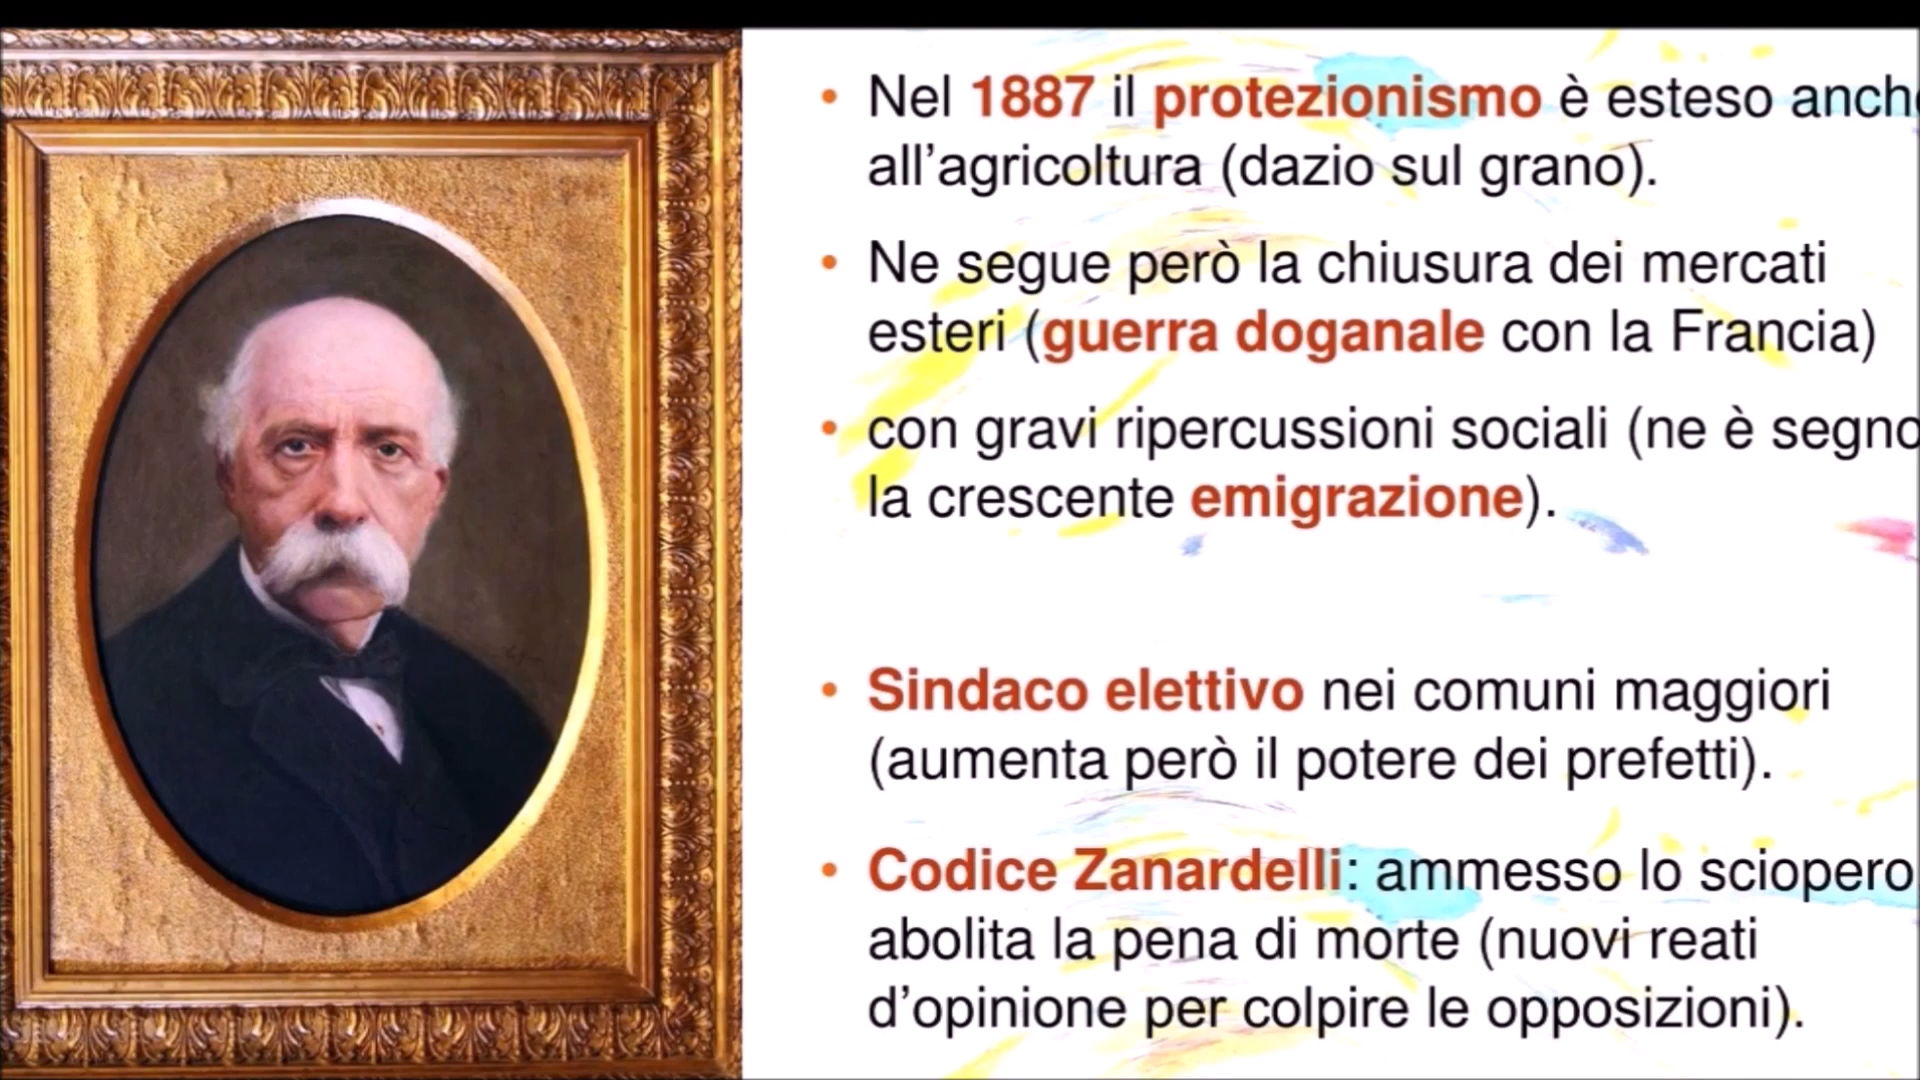 Nel 1887 il protezionismo è esteso anch
all’agricoltura (dazio sul grano).
Ne segue però la chiusura dei mercati
esteri (guerra doganale con la Francia)
con gravi ripercussioni sociali (ne è segno
la crescente emigrazione).
Sindaco elettivo nei comuni maggiori
(aumenta però il potere dei prefetti).
Codice Zanardelli: ammesso lo sciopero
abolita la pena di morte (nuovi reati
d’opinione per colpire le opposizioni).